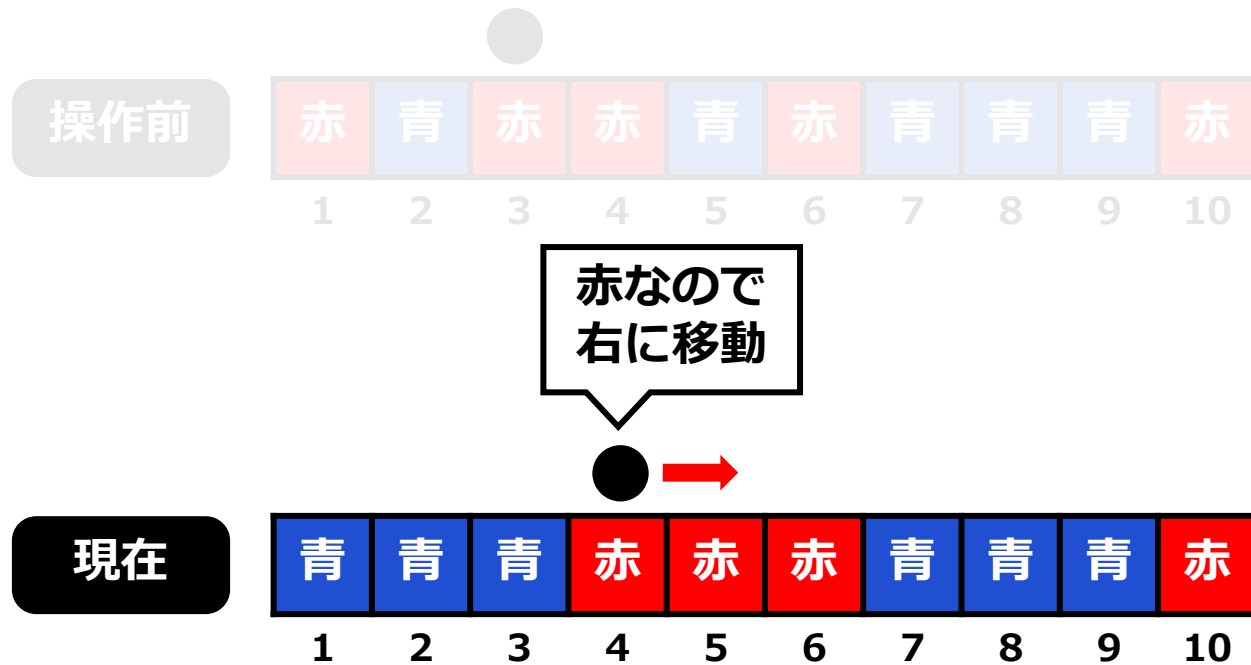 操作前
赤 青 赤 赤 青 赤 青 青 青 赤
1 2 3 4 5 6 7 8 9 10
赤なので
右に移動
現在
青 青 青 赤 赤 赤 青 青 青 赤
1 2 3 4 5 6 7 8 9 10